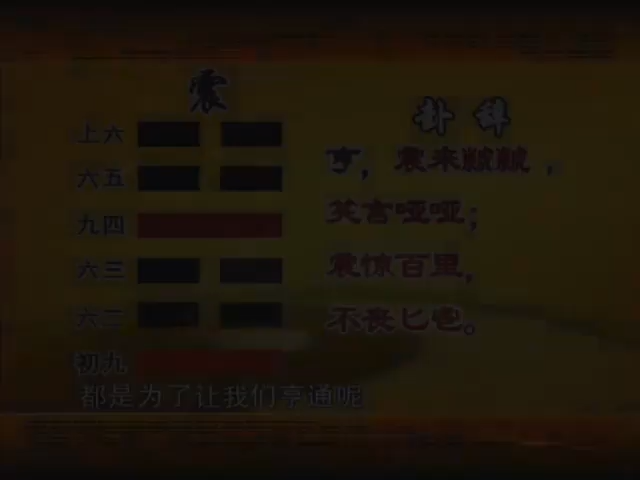 震
上六
六五
九四
六三
六二
初九
卦辞
亨，震来虩虩，
笑言哑哑；
震惊百里，
不丧匕鬯。
都是为了让我们亨通呢